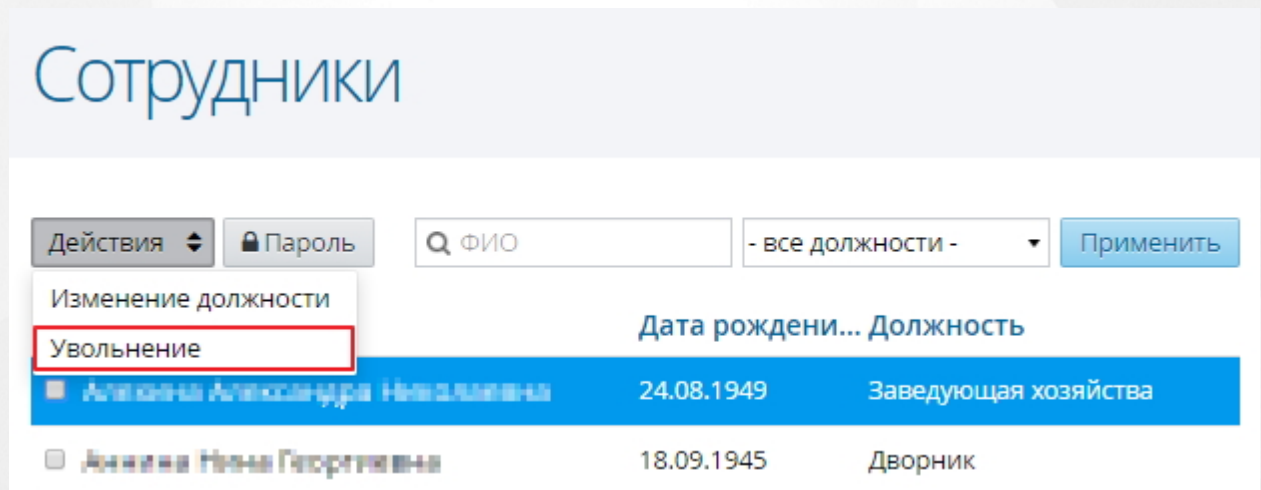 Сотрудники
Действия Пароль ФИО - все должности - Применить
Изменение должности
Увольнение
Дата рождени... Должность
24.08.1949 Заведующая хозяйства
18.09.1945 Дворник